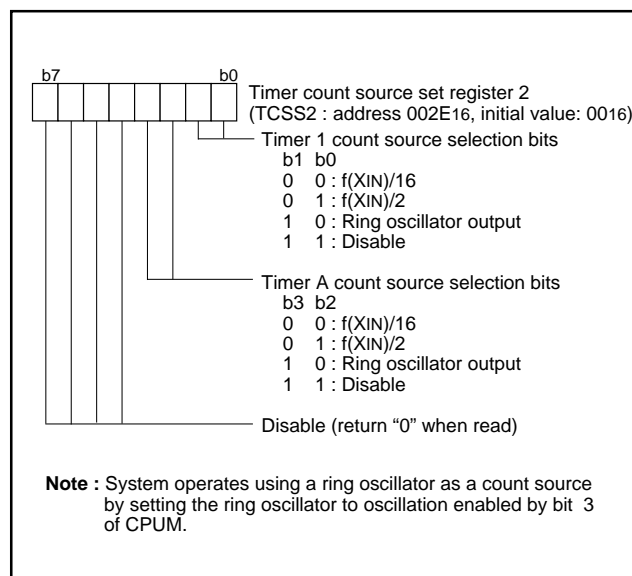 b7 b0
Timer count source set register 2
(TCSS2 : address 002E16, initial value: 0016)
Timer 1 count source selection bits
b1 b0
0 0 : f(XIN)/16
0 1 : f(XIN)/2
1 0 : Ring oscillator output
1 1 : Disable
Timer A count source selection bits
b3 b2
0 0 : f(XIN)/16
0 1 : f(XIN)/2
1 0 : Ring oscillator output
1 1 : Disable
Disable (return “0” when read)
Note : System operates using a ring oscillator as a count source
by setting the ring oscillator to oscillation enabled by bit 3
of CPUM.